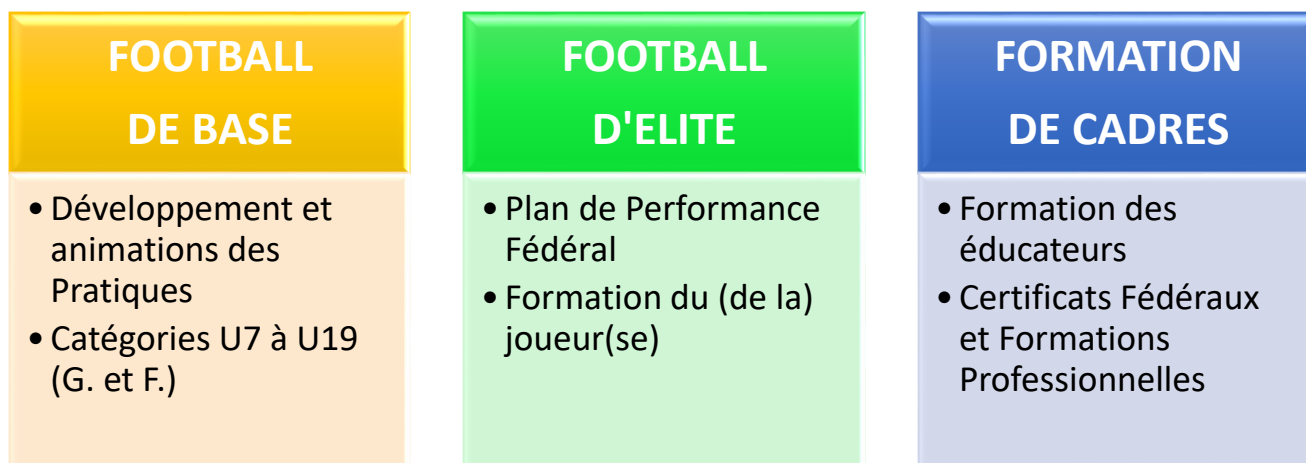 FOOTBALL
DE BASE
• Développement et
animations des
Pratiques
• Catégories U7 à U19
(G. et F.)
FOOTBALL
D'ELITE
• Plan de Performance
Fédéral
• Formation du (de la)
joueur(se)
FORMATION
DE CADRES
• Formation des
éducateurs
• Certificats Fédéraux
et Formations
Professionnelles